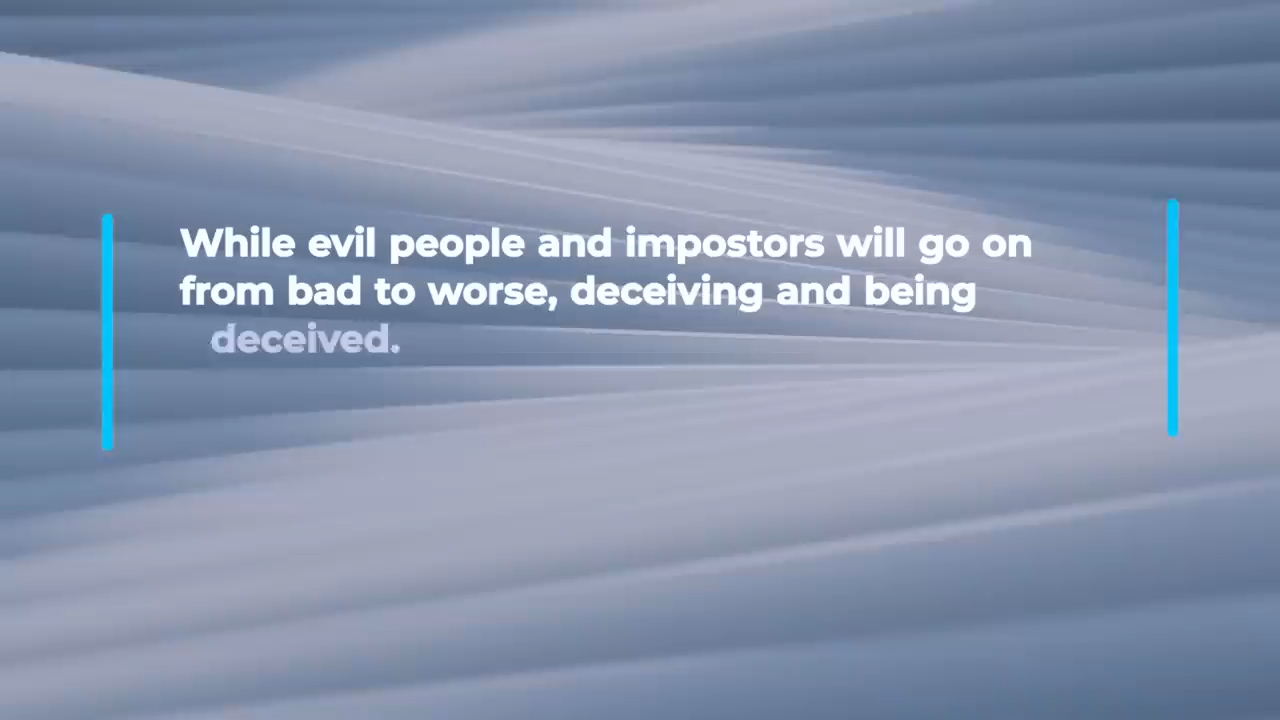 While evil people and impostors will go on
from bad to worse, deceiving and being
deceived.